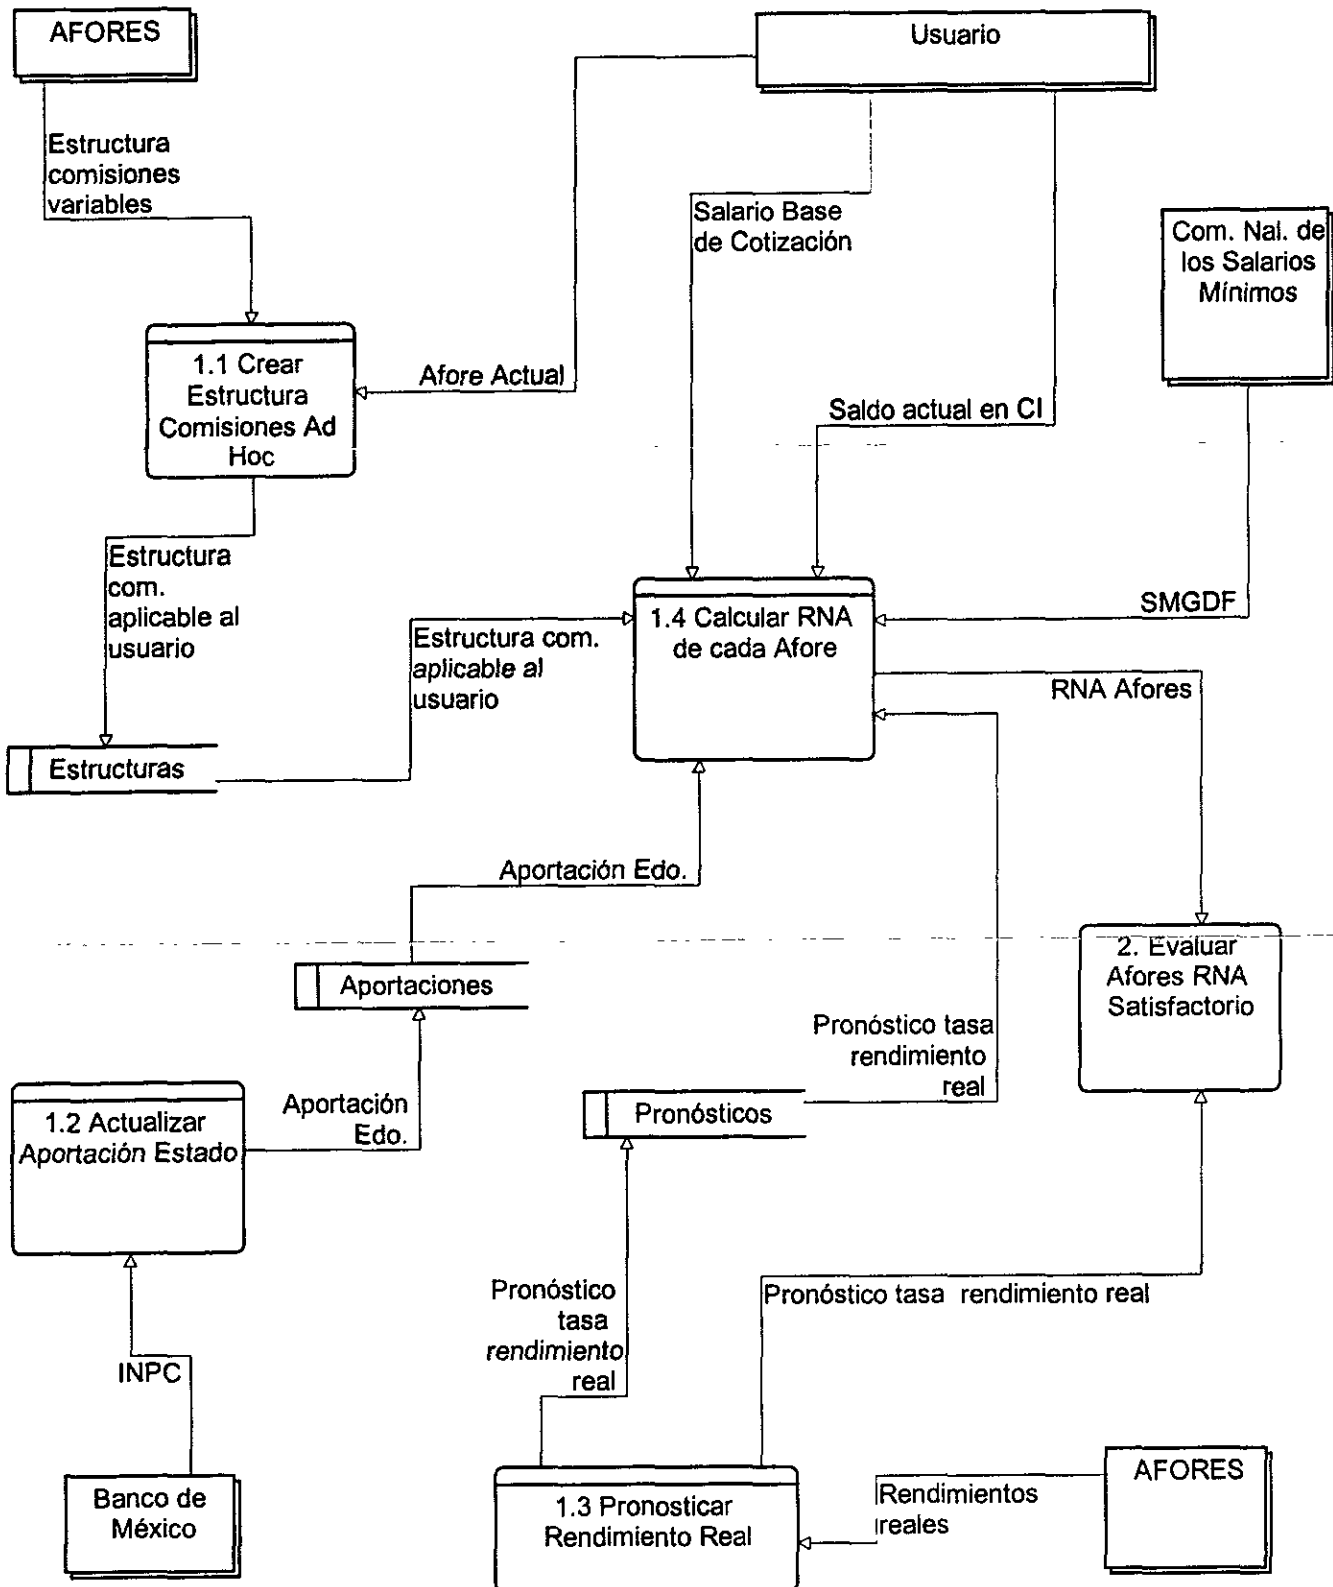 AFORES
Usuario
Estructura
comisiones
variables
Salario Base
de Cotización
Com. Nal. de
los Salarios
Mínimos
1.1 Crear
Estructura
Comisiones Ad
Hoc
Afore Actual
Saldo actual en CI
Estructura
com.
aplicable al
usuario
Estructura com.
aplicable al
usuario
1.4 Calcular RNA
de cada Afore
SMGDF
RNA Afores
Estructuras
Aportación Edo.
Aportaciones
2. Evaluar
Afores RNA
Satisfactorio
Pronóstico tasa
rendimiento
real
1.2 Actualizar
Aportación Estado
Aportación
Edo.
Pronósticos
Pronóstico
tasa
rendimiento
real
Pronóstico tasa rendimiento real
INPC
Banco de
México
1.3 Pronosticar
Rendimiento Real
Rendimientos
reales
AFORES